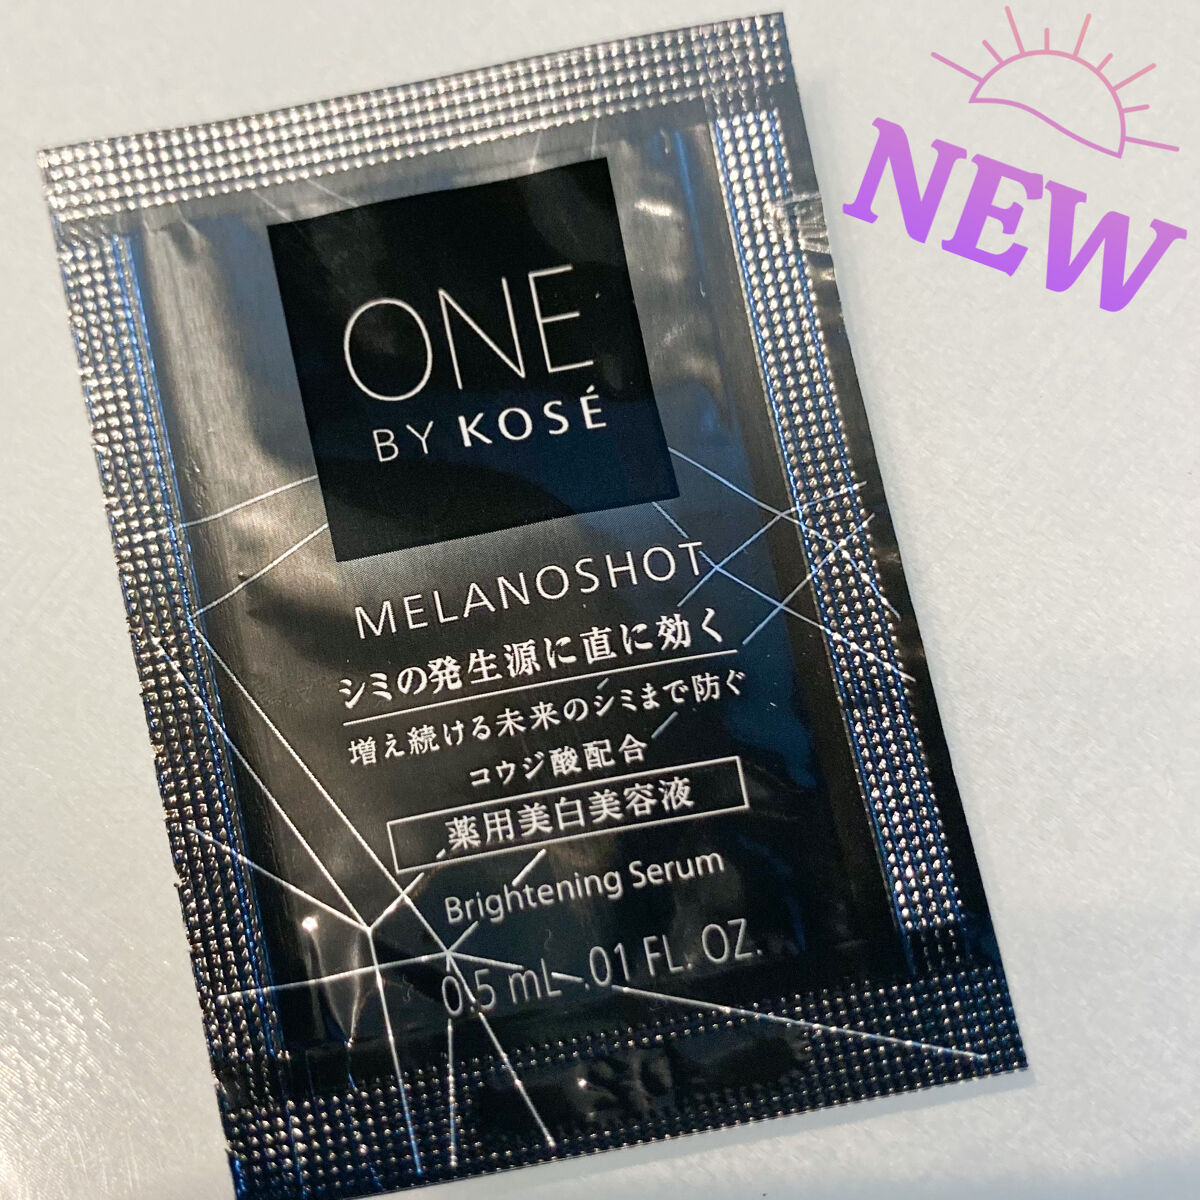 NEW
ONE
BY KOSÉ
MELANOSHOT
シミの発生源に直に効く
増え続ける未来のシミまで防ぐ
コウジ酸配合
薬用美白美容液
Brightening Serum
0.5 mL .01 FL. OZ.